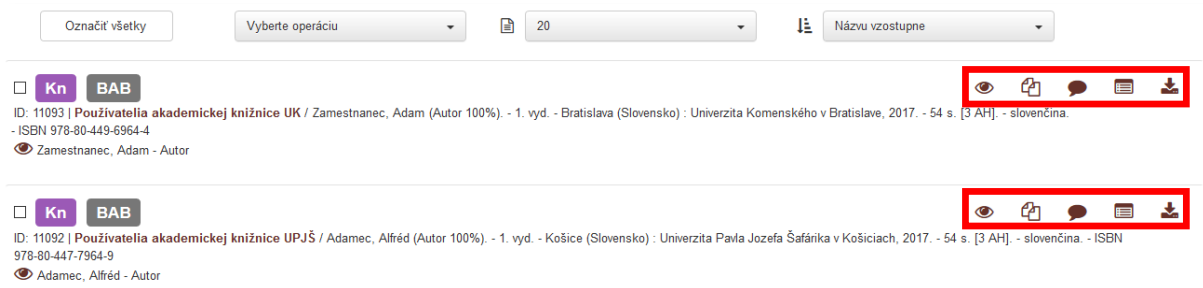 Označiť všetky Vyberte operáciu 20 Názvu vzostupne
Kn BAB
ID: 11093 | Používatelia akademickej knižnice UK / Zamestnanec, Adam (Autor 100%). - 1. vyd. - Bratislava (Slovensko) : Univerzita Komenského v Bratislave, 2017. - 54 s. [3 AH]. - slovenčina.
- ISBN 978-80-449-6964-4
Zamestnanec, Adam - Autor
Kn BAB
ID: 11092 | Používatelia akademickej knižnice UPJŠ / Adamec, Alfréd (Autor 100%). - 1. vyd. - Košice (Slovensko) : Univerzita Pavla Jozefa Šafárika v Košiciach, 2017. - 54 s. [3 AH]. - slovenčina. - ISBN
978-80-447-7964-9
Adamec, Alfréd - Autor